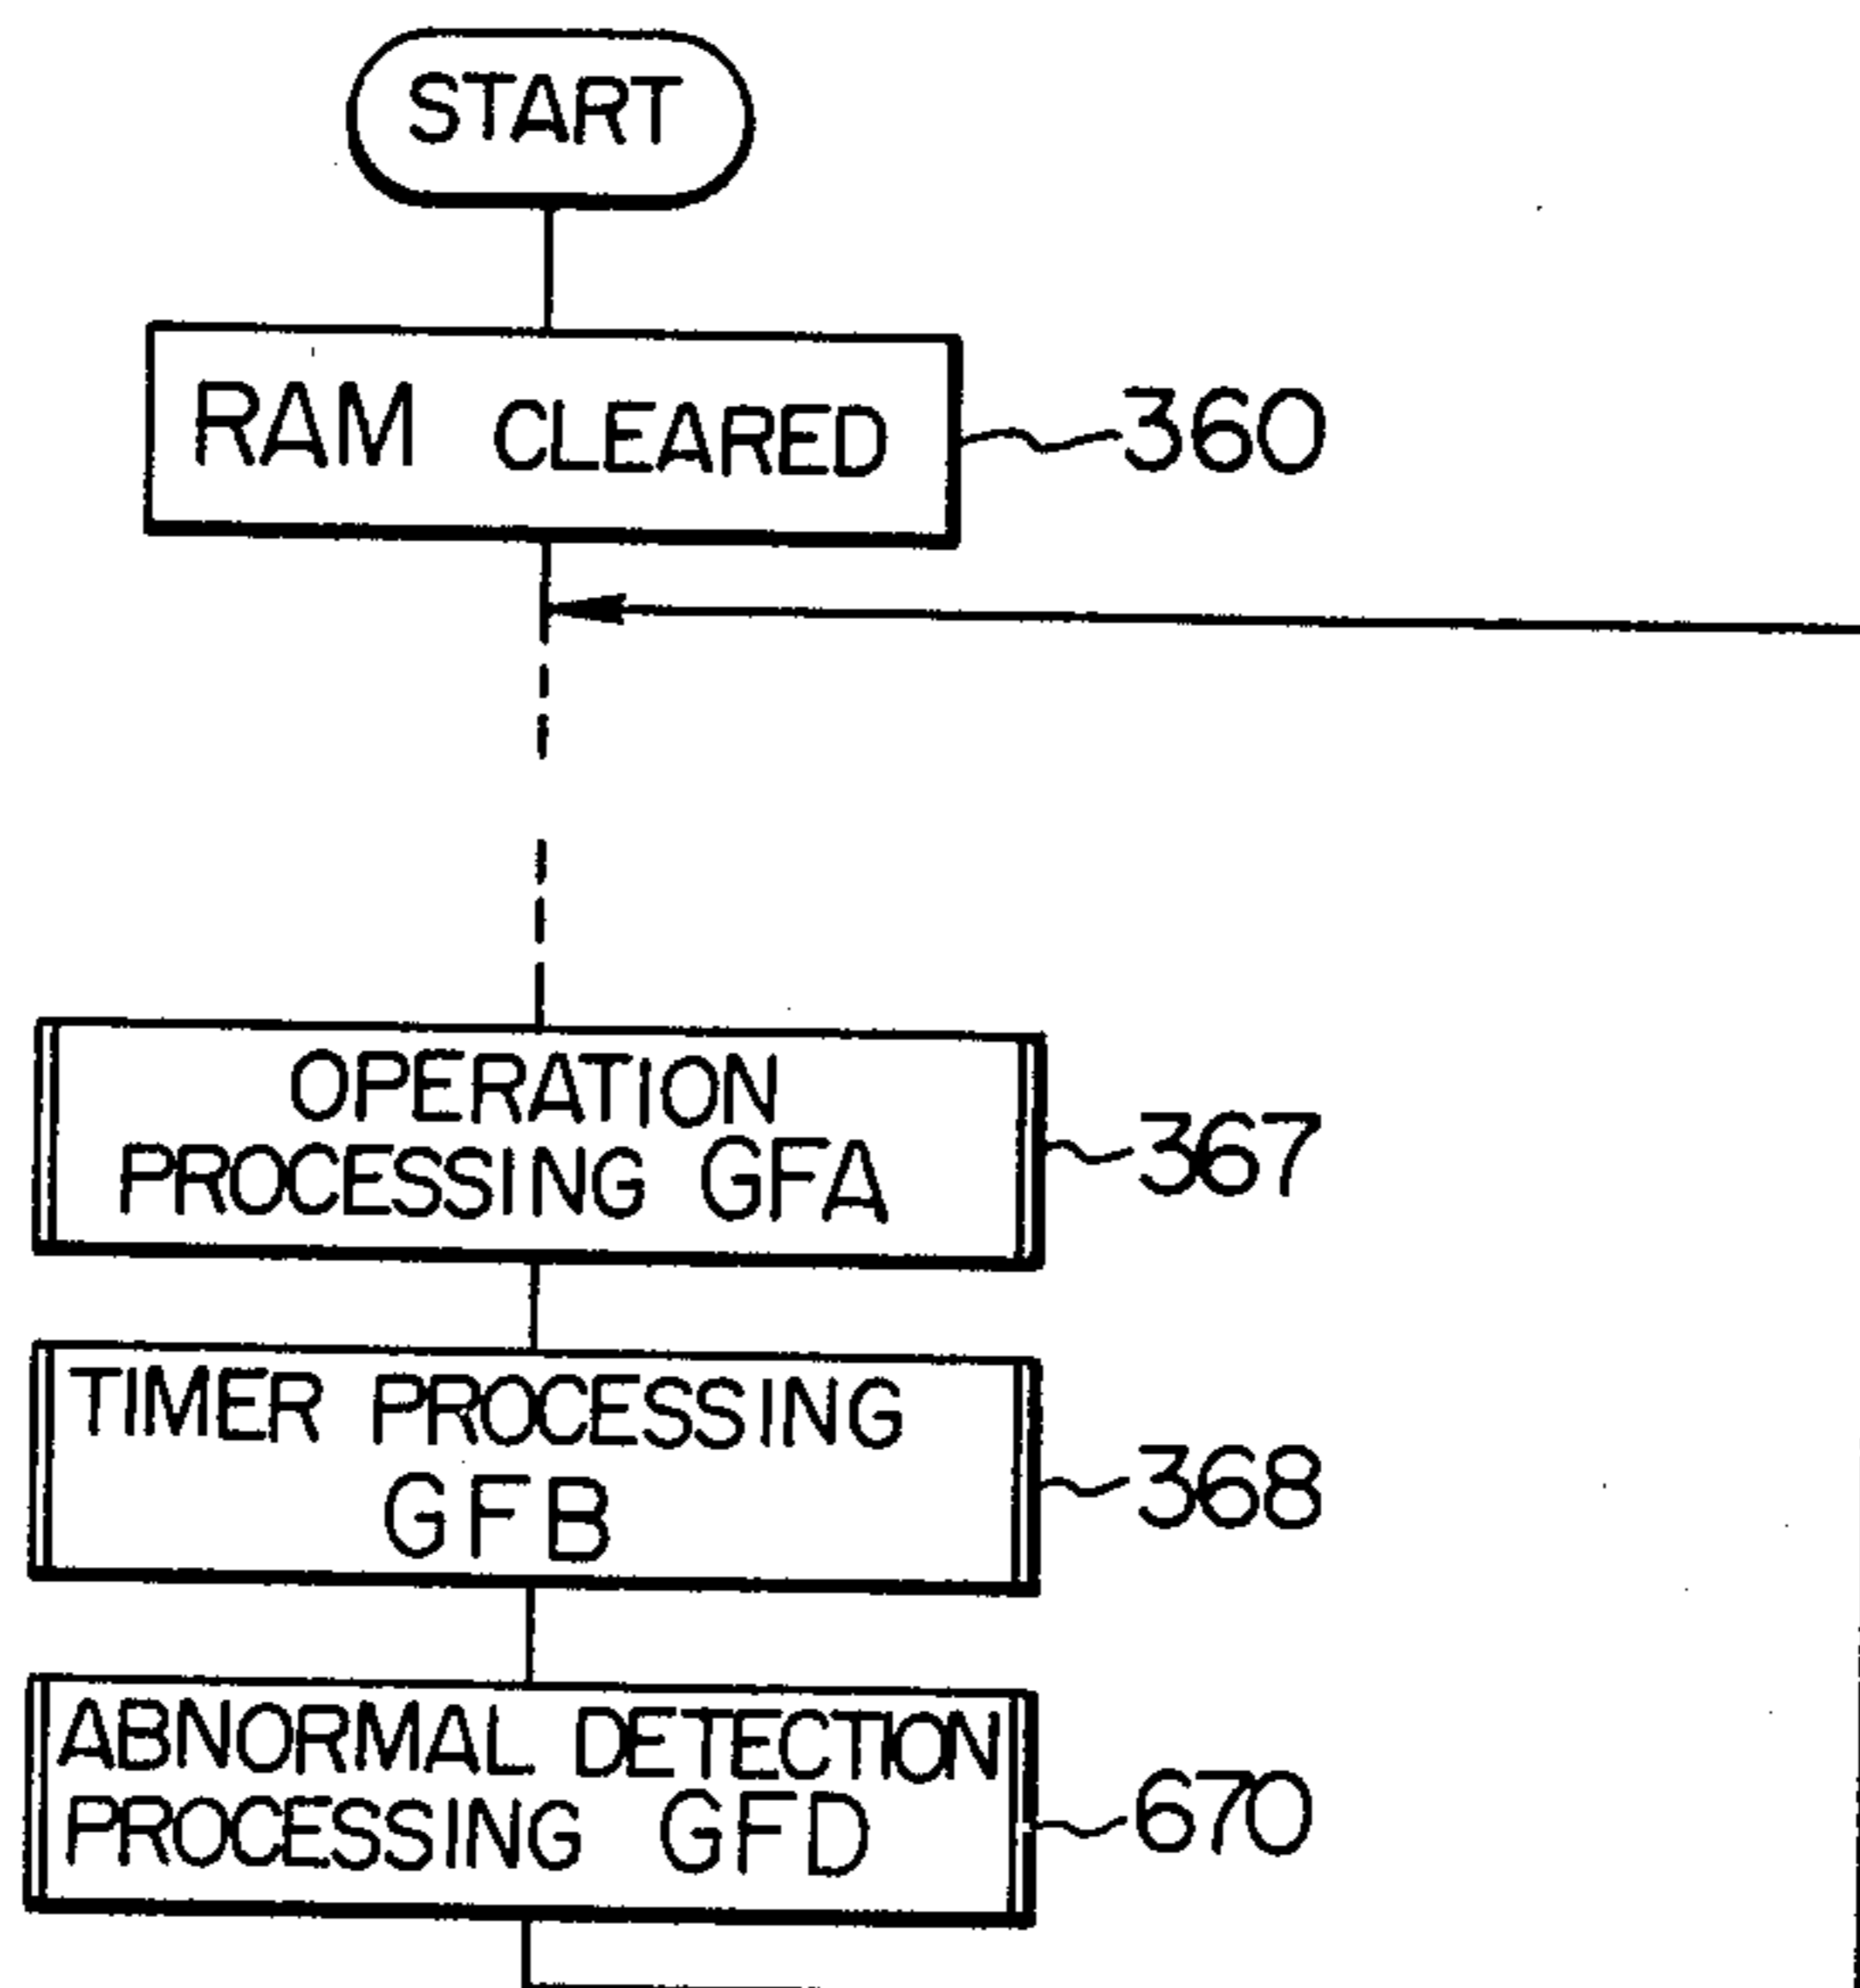 START
RAM CLEARED
360
OPERATION
PROCESSING GFA
367
TIMER PROCESSING
GFB
368
ABNORMAL DETECTION
PROCESSING GFD
670